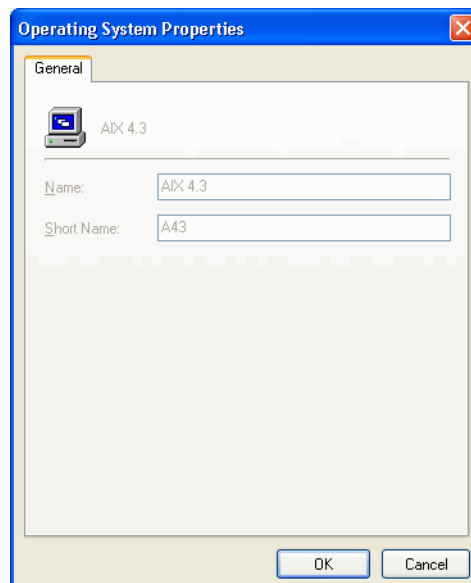 Operating System Properties
General
AIX 4.3
Name: AIX 4.3
Short Name: A43
OK Cancel